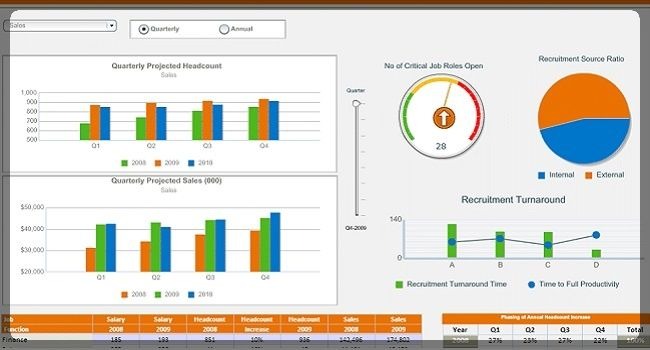 Sales
Quarterly
Annual
Quarterly Projected Headcount
Sales
1,000
900
800
700
600
500
Q1
Q2
Q3
Q4
2008
2009
2010
Quarterly Projected Sales (000)
Sales
$50,000
$40,000
$30,000
$20,000
Q1
Q2
Q3
Q4
2008
2009
2010
Quarter
Q4-2009
No of Critical Job Roles Open
28
Recruitment Source Ratio
Internal
External
Recruitment Turnaround
140
0
A
B
C
D
Recruitment Turnaround Time
Time to Full Productivity
Job Salary Salary Headcount Headcount Headcount Sales Sales
Function 2008 2009 2008 Increase 2009 2008 2009
Finance 185 193 851 10% 936 142,496 174,802
Phasing of Annual Headcount Increase
Year Q1 Q2 Q3 Q4 Total
2008 27% 27% 22% 100%